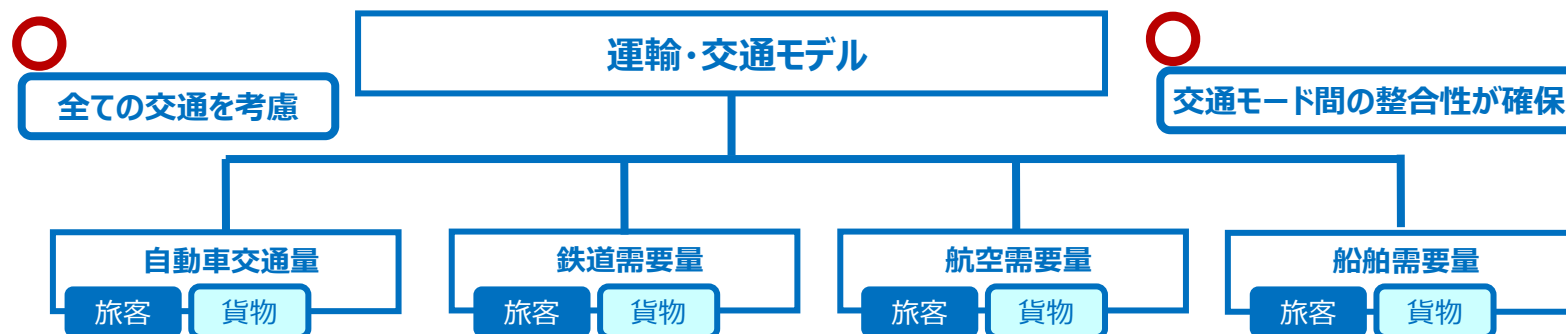 運輸・交通モデル
全ての交通を考慮
交通モード間の整合性が確保
自動車交通量
旅客
貨物
鉄道需要量
旅客
貨物
航空需要量
旅客
貨物
船舶需要量
旅客
貨物